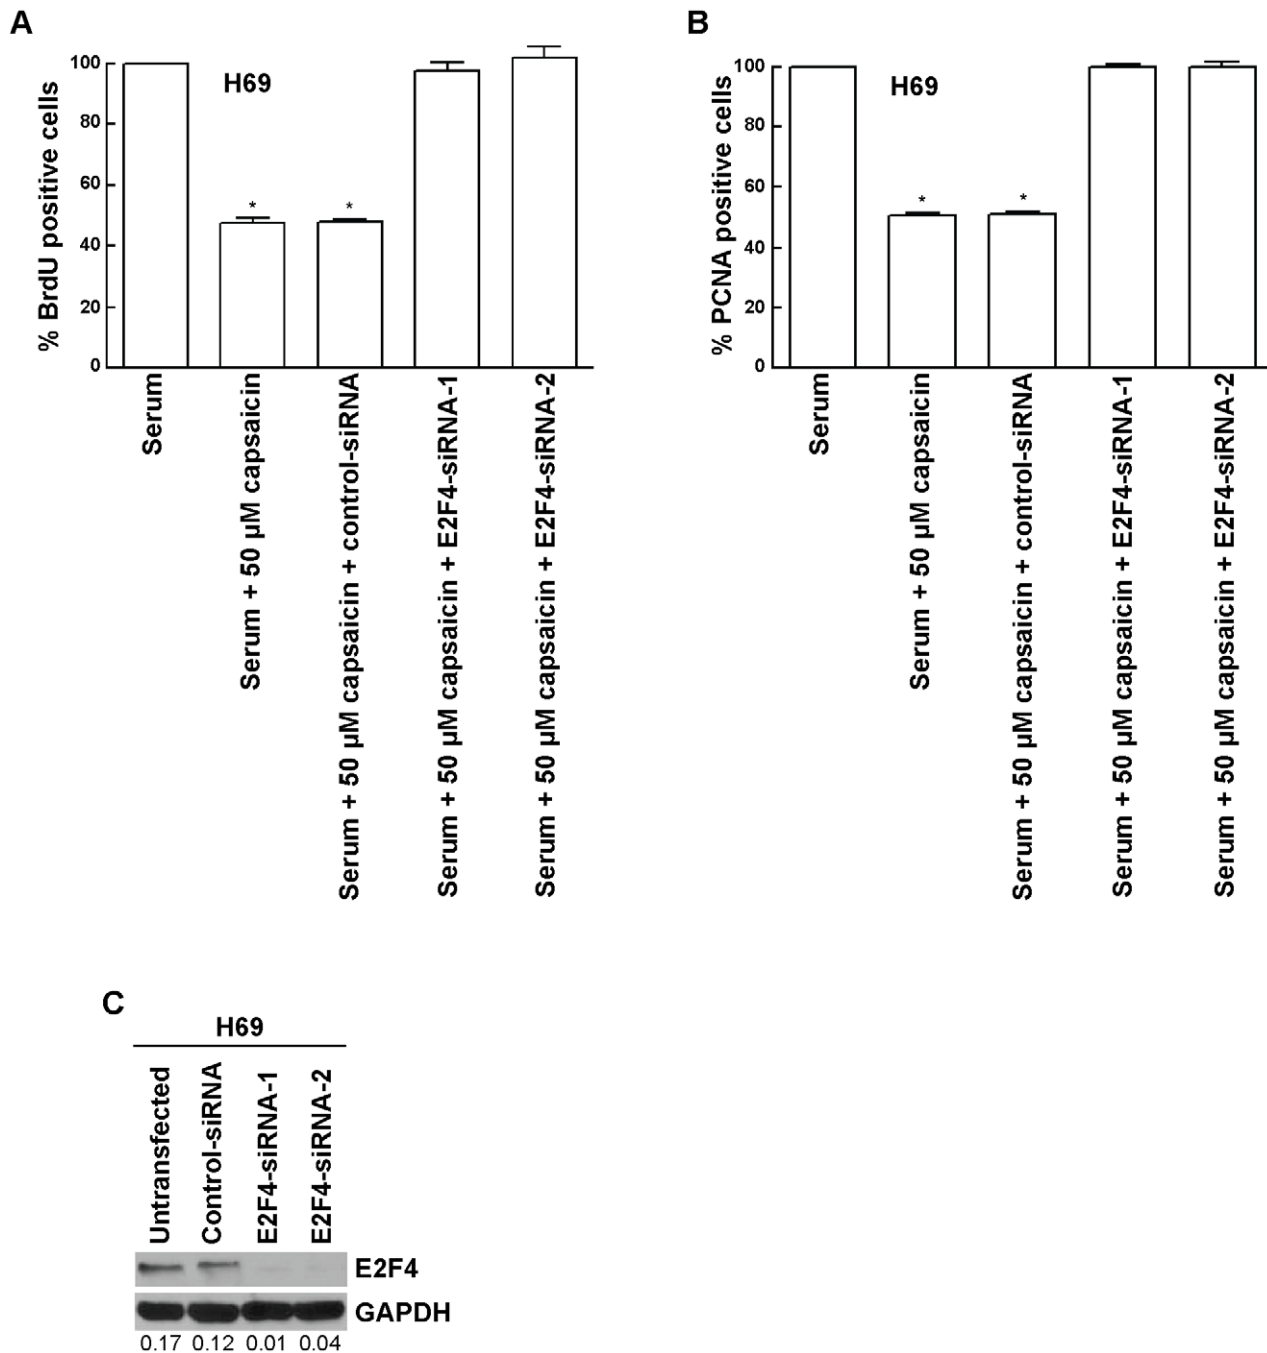 A
% BrdU positive cells
100
80
60
40
20
0
H69
*
*
Serum
Serum + 50 µM capsaicin
Serum + 50 µM capsaicin + control-siRNA
Serum + 50 µM capsaicin + E2F4-siRNA-1
Serum + 50 µM capsaicin + E2F4-siRNA-2
B
% PCNA positive cells
100
80
60
40
20
0
H69
*
*
Serum
Serum + 50 µM capsaicin
Serum + 50 µM capsaicin + control-siRNA
Serum + 50 µM capsaicin + E2F4-siRNA-1
Serum + 50 µM capsaicin + E2F4-siRNA-2
C
H69
Untransfected
Control-siRNA
E2F4-siRNA-1
E2F4-siRNA-2
E2F4
GAPDH
0.17 0.12 0.01 0.04